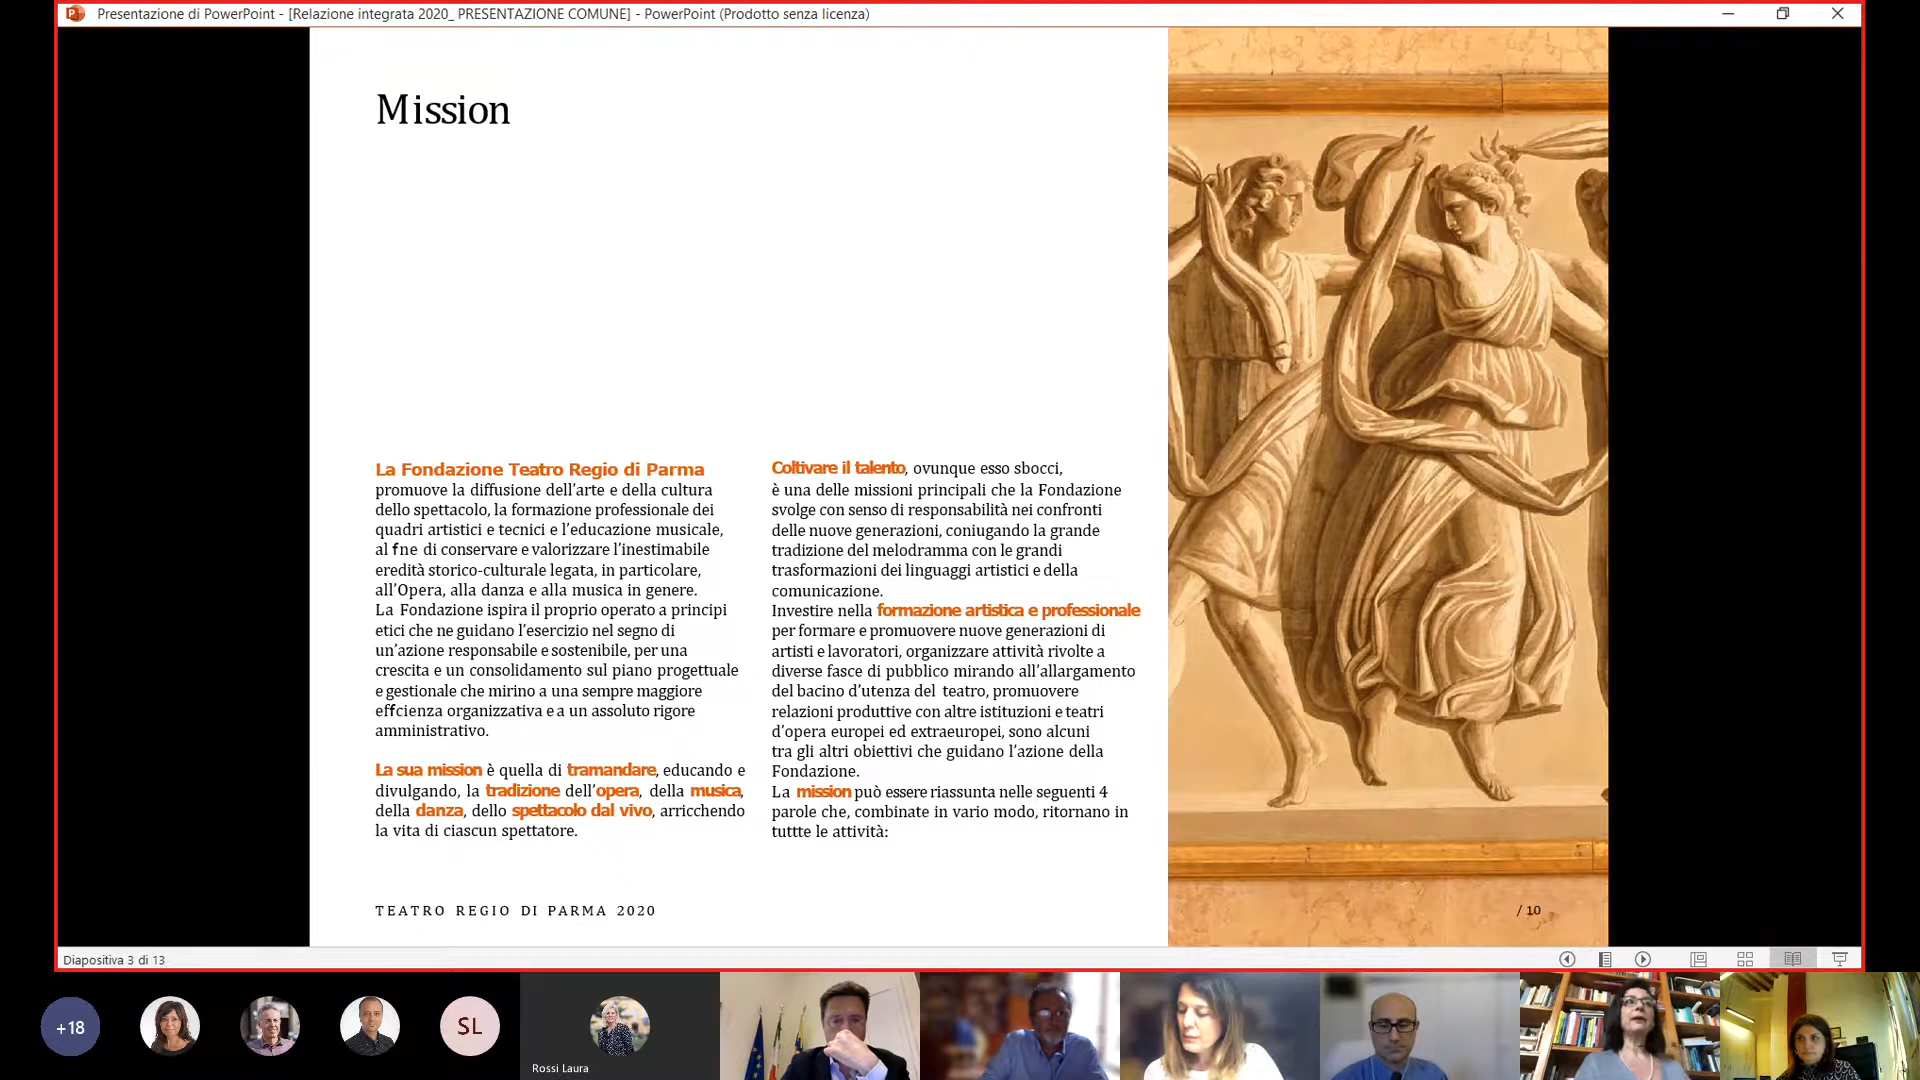 Presentazione di PowerPoint - [Relazione integrata 2020_ PRESENTAZIONE COMUNE] - PowerPoint (Prodotto senza licenza)
Mission
La Fondazione Teatro Regio di Parma
promuove la diffusione dell'arte e della cultura
dello spettacolo, la formazione professionale dei
quadri artistici e tecnici e l'educazione musicale,
al fne di conservare e valorizzare l'inestimabile
eredità storico-culturale legata, in particolare,
all'Opera, alla danza e alla musica in genere.
La Fondazione ispira il proprio operato a principi
etici che ne guidano l'esercizio nel segno di
un'azione responsabile e sostenibile, per una
crescita e un consolidamento sul piano progettuale
e gestionale che mirino a una sempre maggiore
effcienza organizzativa e a un assoluto rigore
amministrativo.
La sua mission è quella di tramandare, educando e
divulgando, la tradizione dell'opera, della musica,
della danza, dello spettacolo dal vivo, arricchendo
la vita di ciascun spettatore.
Coltivare il talento, ovunque esso sbocci,
è una delle missioni principali che la Fondazione
svolge con senso di responsabilità nei confronti
delle nuove generazioni, coniugando la grande
tradizione del melodramma con le grandi
trasformazioni dei linguaggi artistici e della
comunicazione.
Investire nella formazione artistica e professionale
per formare e promuovere nuove generazioni di
artisti e lavoratori, organizzare attività rivolte a
diverse fasce di pubblico mirando all'allargamento
del bacino d'utenza del teatro, promuovere
relazioni produttive con altre istituzioni e teatri
d'opera europei ed extraeuropei, sono alcuni
tra gli altri obiettivi che guidano l'azione della
Fondazione.
La mission può essere riassunta nelle seguenti 4
parole che, combinate in vario modo, ritornano in
tuttte le attività:
TEATRO REGIO DI PARMA 2020
/ 10
Diapositiva 3 di 13
+18
SL
Rossi Laura